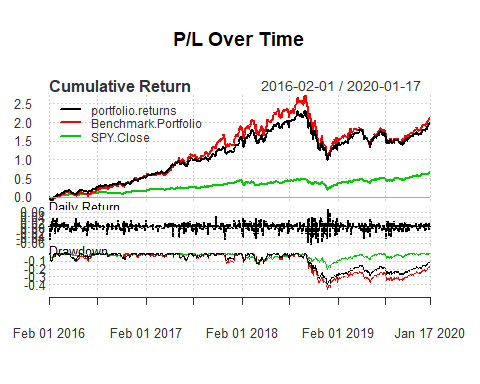 P/L Over Time
Cumulative Return 2016-02-01 / 2020-01-17
2.5
2.0
1.5
1.0
0.5
0.0
portfolio.returns
Benchmark.Portfolio
SPY.Close
Daily Return
0.06
Drawdown
-0.1
-0.2
-0.3
-0.4
Feb 01 2016 Feb 01 2017 Feb 01 2018 Feb 01 2019 Jan 17 2020